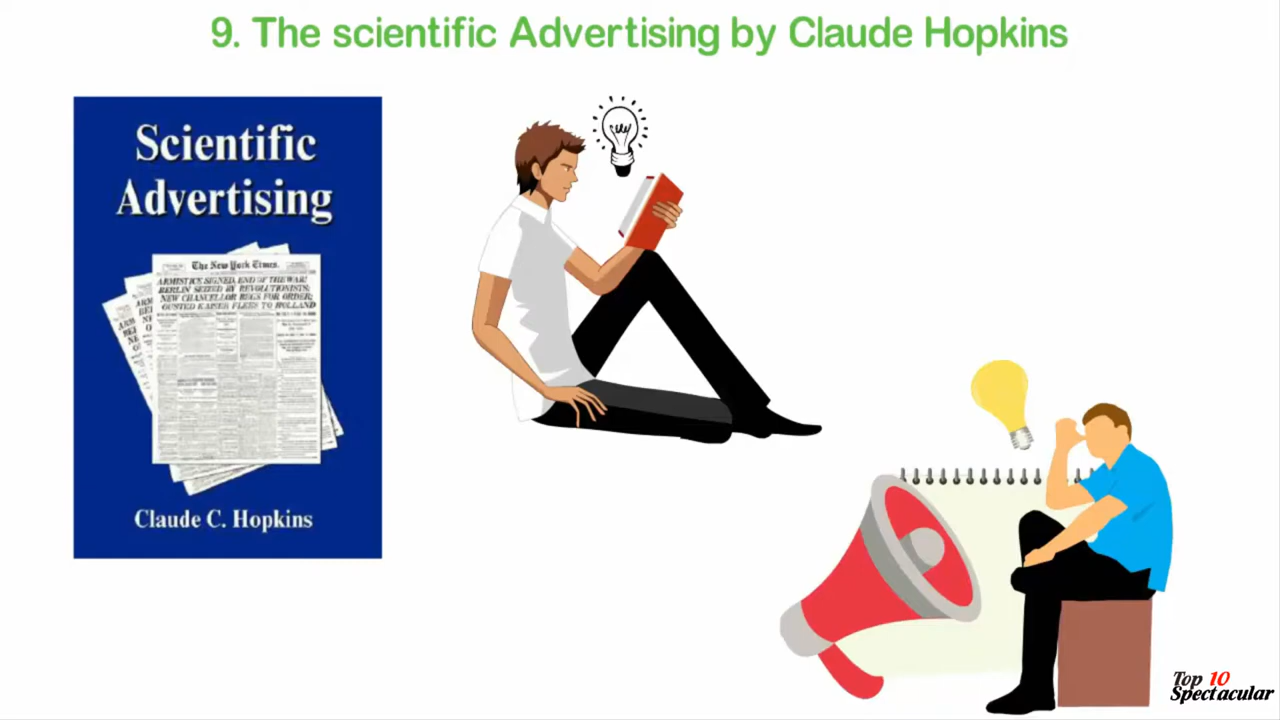 9. The scientific Advertising by Claude Hopkins
Scientific
Advertising
The New York Times.
ARMISTICE SIGNED, END OF THE WAR!
BERLIN SEIZED BY REVOLUTIONISTS;
NEW CHANCELLOR BEGS FOR ORDER;
OUSTED KAISER FLEES TO HOLLAND
Claude C. Hopkins
Top 10
Spectacular